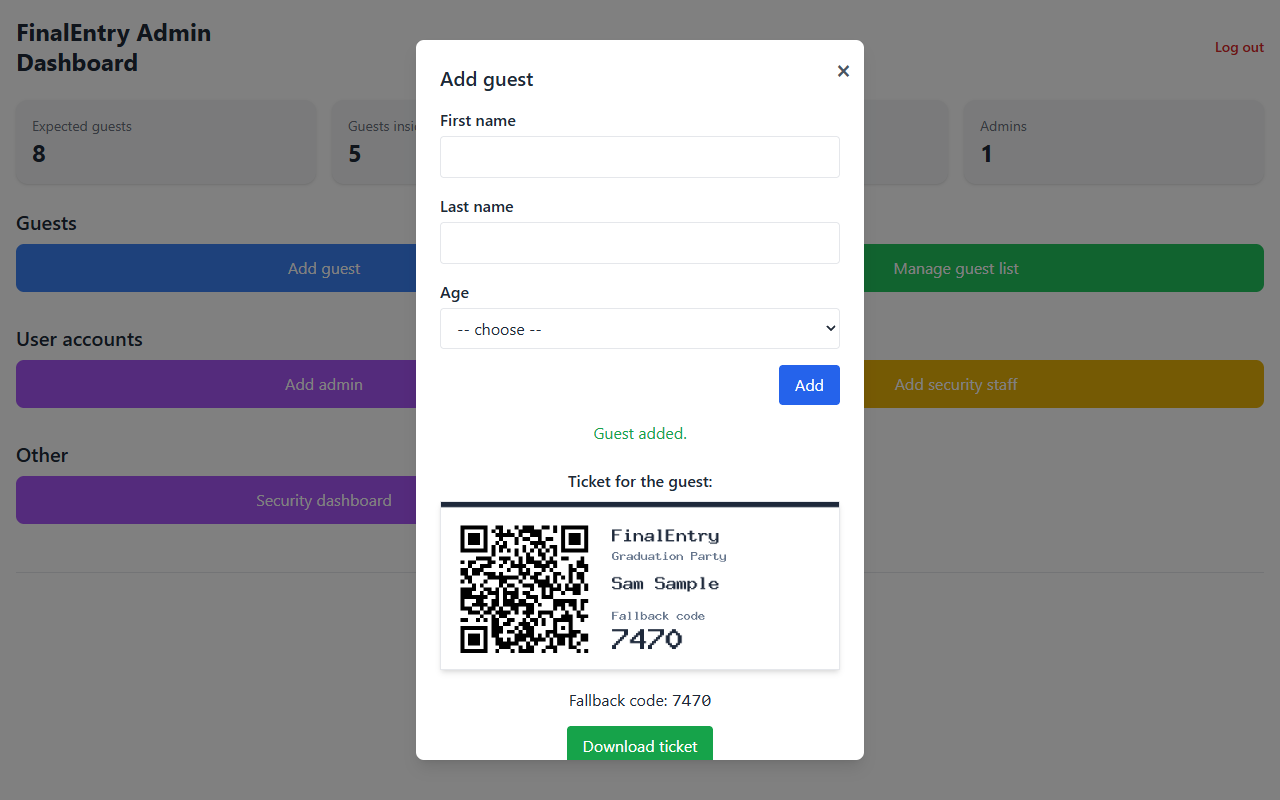 FinalEntry Admin
Dashboard
Log out
Expected guests
8
5
Admins
1
Guests
Add guest
Manage guest list
User accounts
Add admin
Add security staff
Other
Security dashboard
Add guest
×
First name
Last name
Age
-- choose --
Add
Guest added.
Ticket for the guest:
FinalEntry
Graduation Party
Sam Sample
Fallback code
7470
Fallback code: 7470
Download ticket